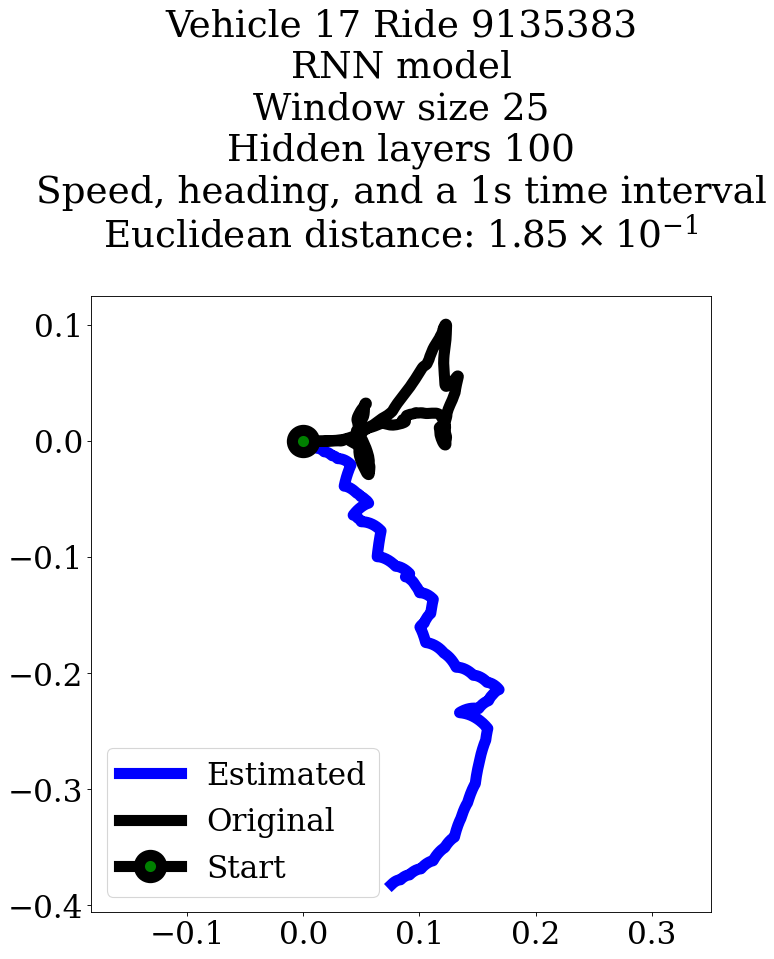 Vehicle 17 Ride 9135383
RNN model
Window size 25
Hidden layers 100
Speed, heading, and a 1s time interval
Euclidean distance: 1.85 × 10⁻¹
0.1
0.0
−0.1
−0.2
−0.3
−0.4
Estimated
Original
Start
−0.1 0.0 0.1 0.2 0.3